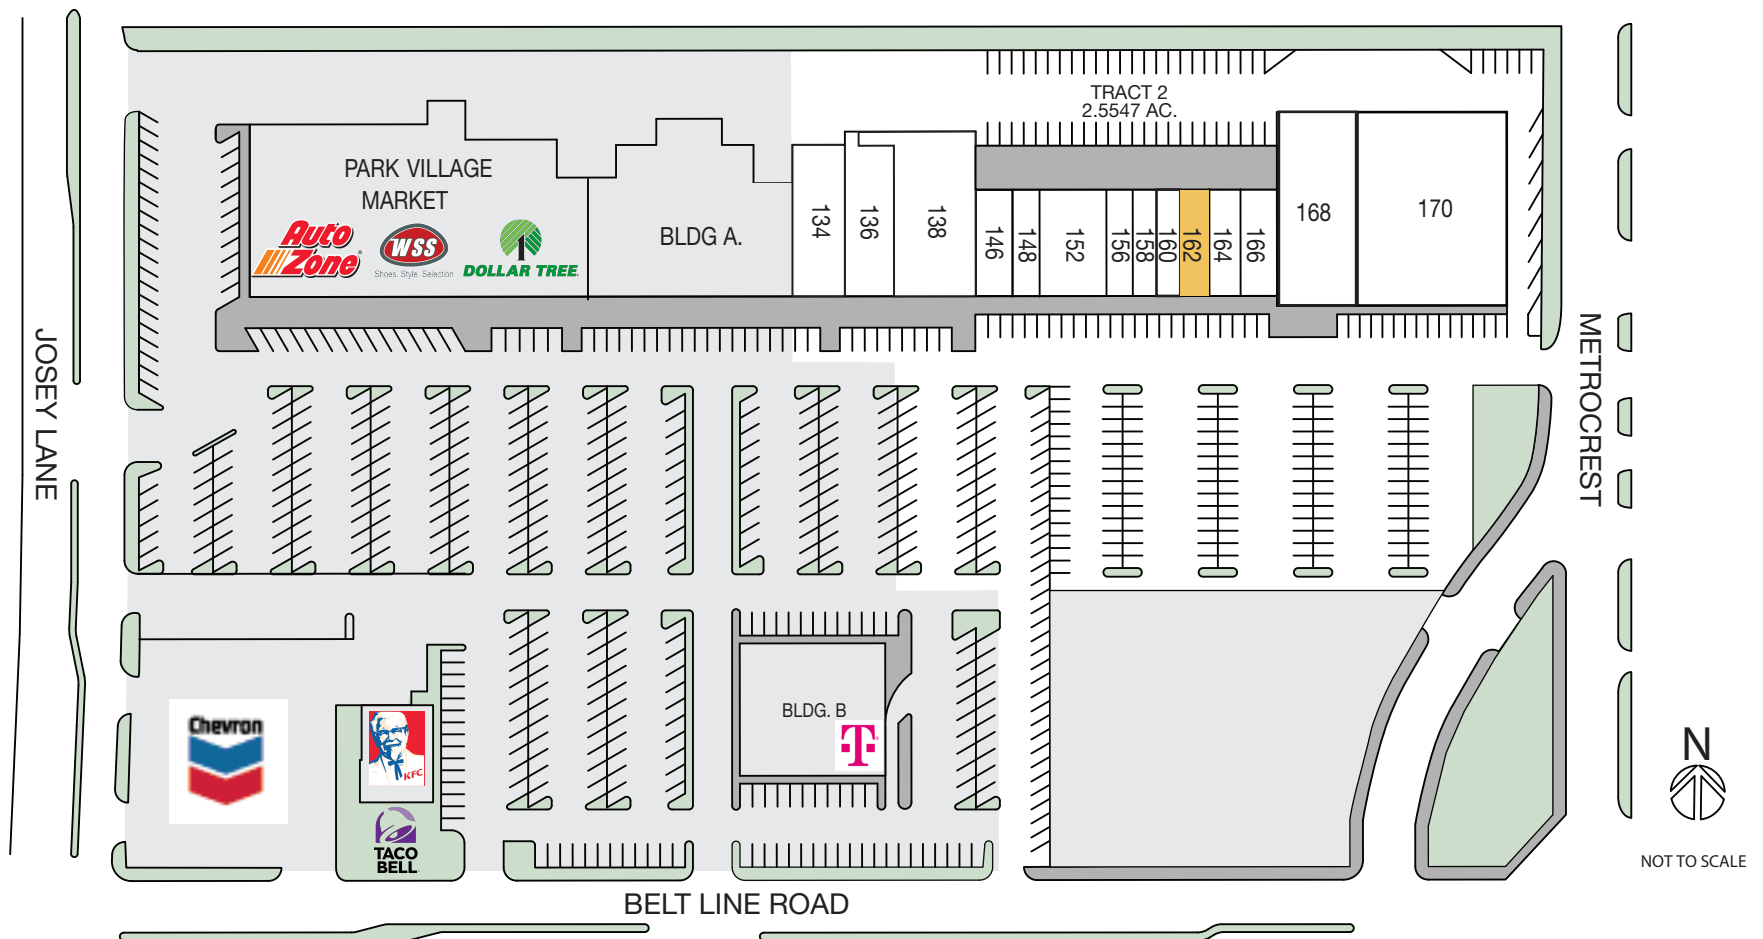 TRACT 2
2.5547 AC.
PARK VILLAGE
MARKET
Auto
Zone
WSS
Shoes. Style. Selection
DOLLAR TREE
BLDG A.
134
136
138
146
148
152
156
158
160
162
164
166
168
170
JOSEY LANE
METROCREST
Chevron
KFC
TACO
BELL
BLDG. B
T
N
NOT TO SCALE
BELT LINE ROAD